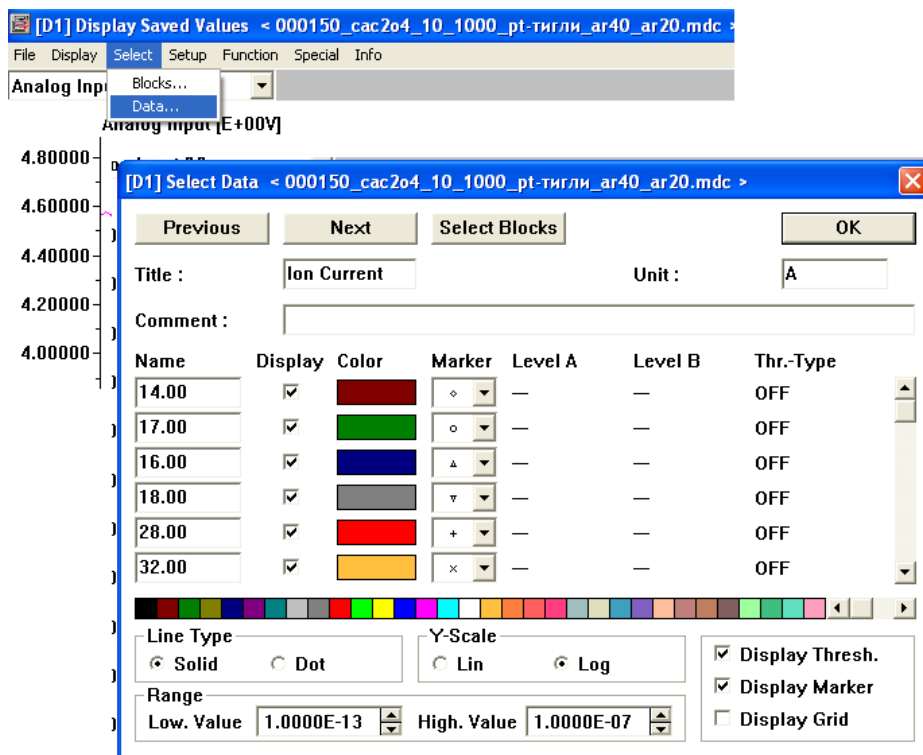 [D1] Display Saved Values < 000150_cac2o4_10_1000_pt-тигли_ar40_ar20.mdc >
File Display Select Setup Function Special Info
Blocks...
Data...
Analog Input [E+00V]
4.80000
4.60000
4.40000
4.20000
4.00000
[D1] Select Data < 000150_cac2o4_10_1000_pt-тигли_ar40_ar20.mdc >
Previous Next Select Blocks OK
Title : Ion Current Unit : A
Comment :
Name Display Color Marker Level A Level B Thr.-Type
14.00 — — OFF
17.00 — — OFF
16.00 — — OFF
18.00 — — OFF
28.00 — — OFF
32.00 — — OFF
Line Type
Solid Dot
Y-Scale
Lin Log
Display Thresh.
Display Marker
Display Grid
Range
Low. Value 1.0000E-13 High. Value 1.0000E-07